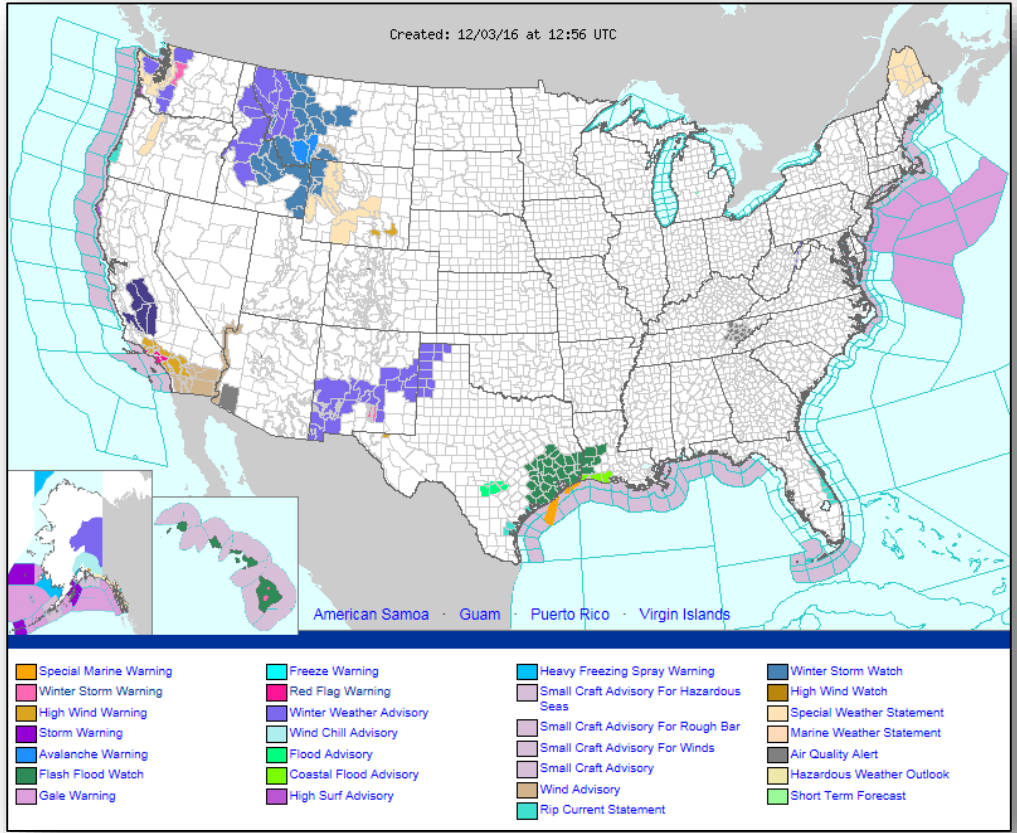 Created: 12/03/16 at 12:56 UTC
American Samoa · Guam · Puerto Rico · Virgin Islands
Special Marine Warning
Winter Storm Warning
High Wind Warning
Storm Warning
Avalanche Warning
Flash Flood Watch
Gale Warning
Freeze Warning
Red Flag Warning
Winter Weather Advisory
Wind Chill Advisory
Flood Advisory
Coastal Flood Advisory
High Surf Advisory
Heavy Freezing Spray Warning
Small Craft Advisory For Hazardous
Seas
Small Craft Advisory For Rough Bar
Small Craft Advisory For Winds
Small Craft Advisory
Wind Advisory
Rip Current Statement
Winter Storm Watch
High Wind Watch
Special Weather Statement
Marine Weather Statement
Air Quality Alert
Hazardous Weather Outlook
Short Term Forecast